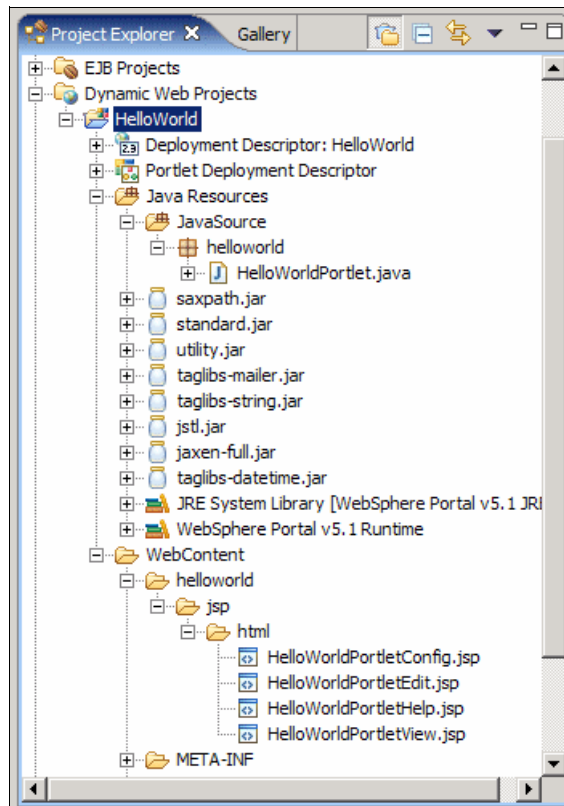 Project Explorer Gallery
EJB Projects
Dynamic Web Projects
HelloWorld
2.3 Deployment Descriptor: HelloWorld
Portlet Deployment Descriptor
Java Resources
JavaSource
helloworld
J HelloWorldPortlet.java
saxpath.jar
standard.jar
utility.jar
taglibs-mailer.jar
taglibs-string.jar
jstl.jar
jaxen-full.jar
taglibs-datetime.jar
JRE System Library [WebSphere Portal v5.1 JRE
WebSphere Portal v5.1 Runtime
WebContent
helloworld
jsp
html
HelloWorldPortletConfig.jsp
HelloWorldPortletEdit.jsp
HelloWorldPortletHelp.jsp
HelloWorldPortletView.jsp
META-INF